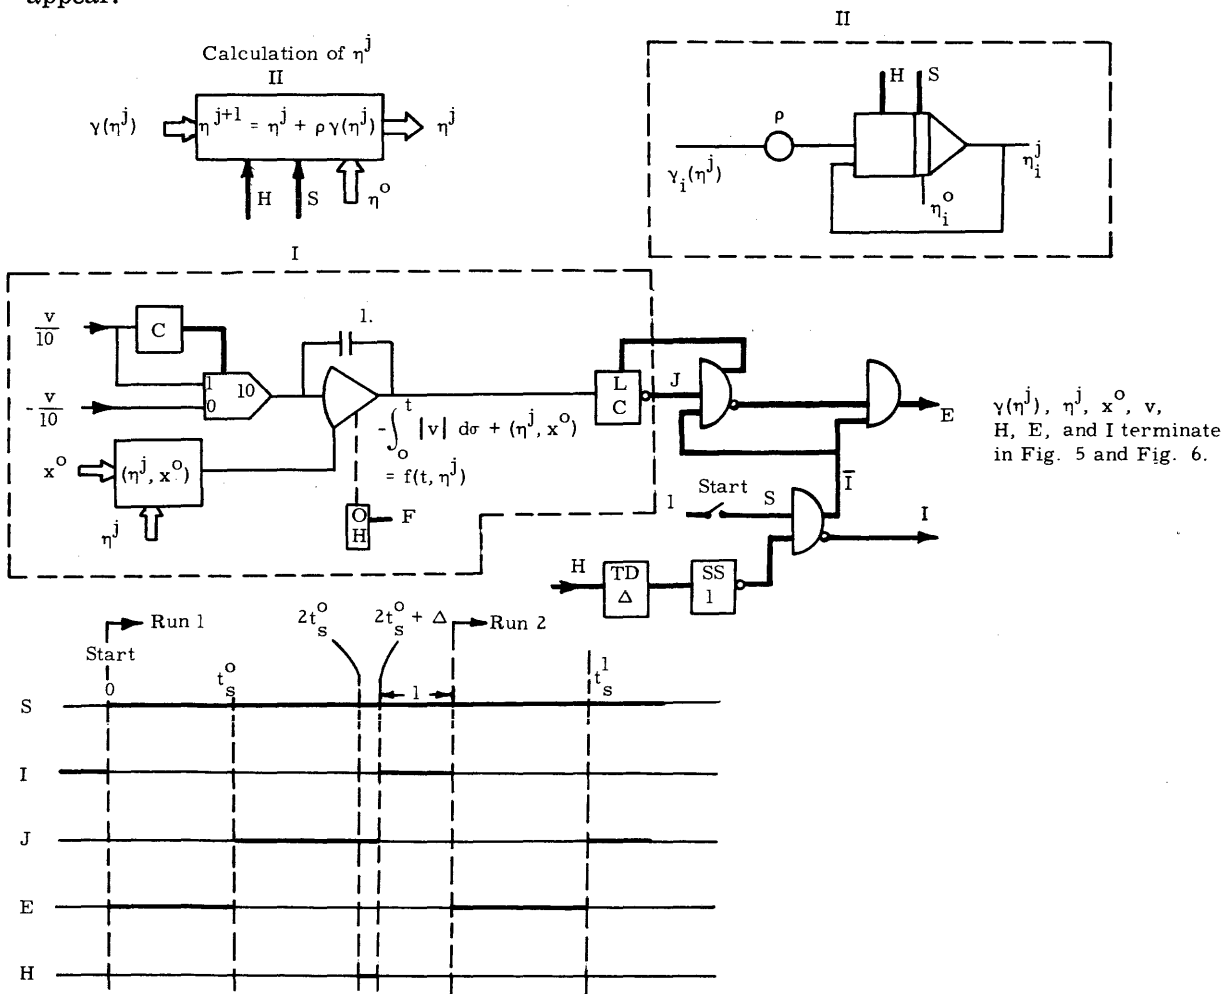 appear.
II
Calculation of η^j
II
γ(η^j)
η^{j+1} = η^j + ρ γ(η^j)
η^j
H
S
η^o
H
S
ρ
γ_i(η^j)
η_i^j
η_i^o
I
v/10
C
1.
1
0
10
-v/10
L
C
J
E
-∫_o^t |v| dσ + (η^j, x^o)
= f(t, η^j)
x^o
(η^j, x^o)
η^j
O
H
F
γ(η^j), η^j, x^o, v,
H, E, and I terminate
in Fig. 5 and Fig. 6.
Start
1
S
Ī
I
H
TD
Δ
SS
1
Run 1
2t_s^o
2t_s^o + Δ
Run 2
Start
0
t_s^o
1
t_s^1
S
I
J
E
H